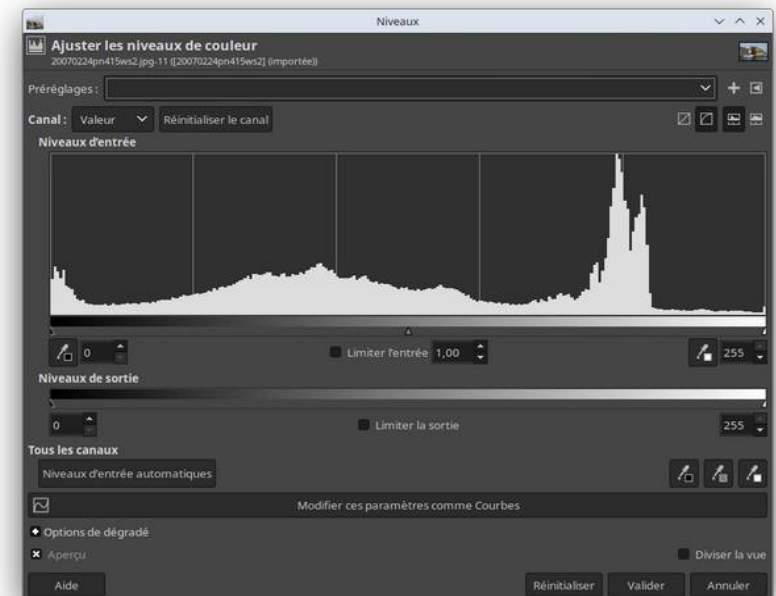 Niveaux
Ajuster les niveaux de couleur
20070224pn415ws2.jpg-11 ([20070224pn415ws2] (importée))
Préréglages :
Canal : Valeur Réinitialiser le canal
Niveaux d'entrée
0 Limiter l'entrée 1,00 255
Niveaux de sortie
0 Limiter la sortie 255
Tous les canaux
Niveaux d'entrée automatiques
Modifier ces paramètres comme Courbes
Options de dégradé
Aperçu Diviser la vue
Aide Réinitialiser Valider Annuler